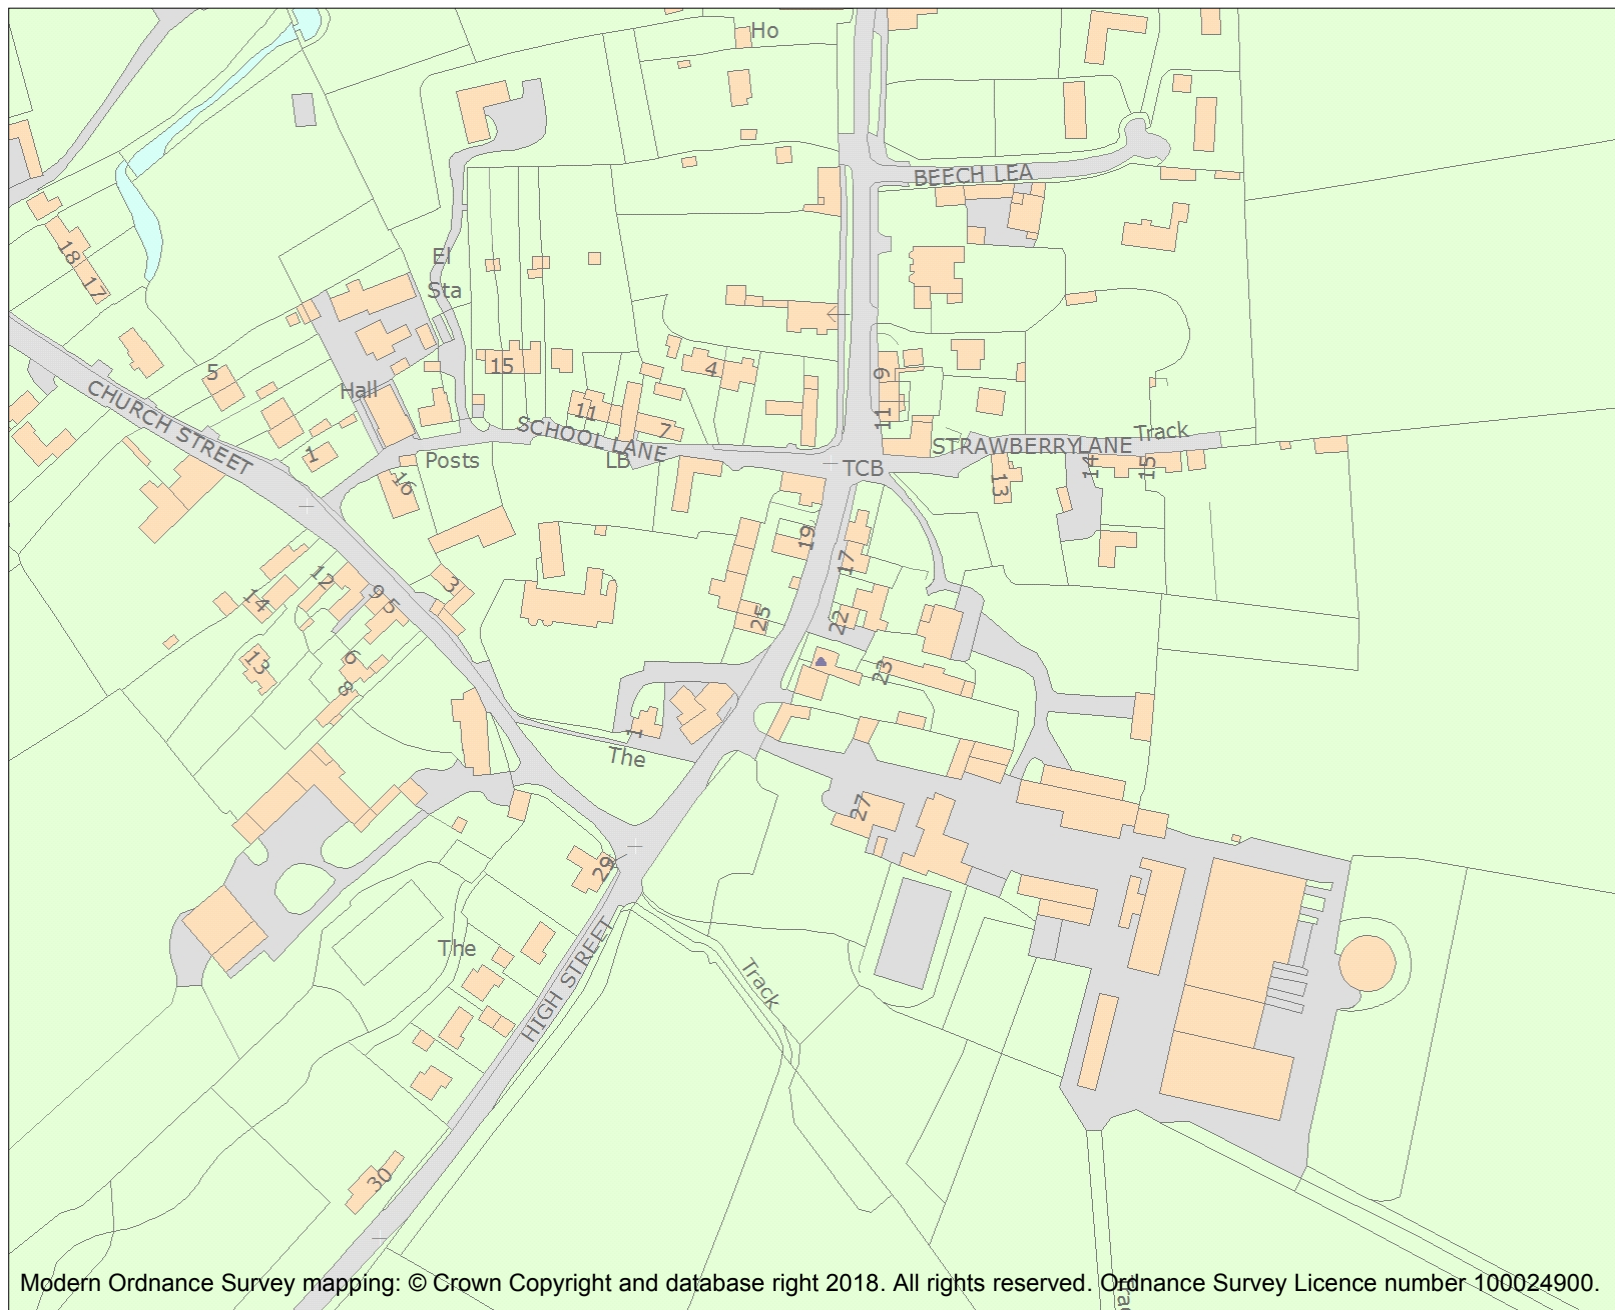 Ho
BEECH LEA
18
17
El
Sta
5
15
4
9
Hall
11
11
CHURCH STREET
SCHOOL LANE
7
STRAWBERRYLANE
Track
1
Posts
LB
TCB
14
15
16
13
19
17
12
3
9 5
14
25
22
13
6
23
8
1
The
27
29
The
HIGH STREET
Track
30
Modern Ordnance Survey mapping: © Crown Copyright and database right 2018. All rights reserved. Ordnance Survey Licence number 100024900.